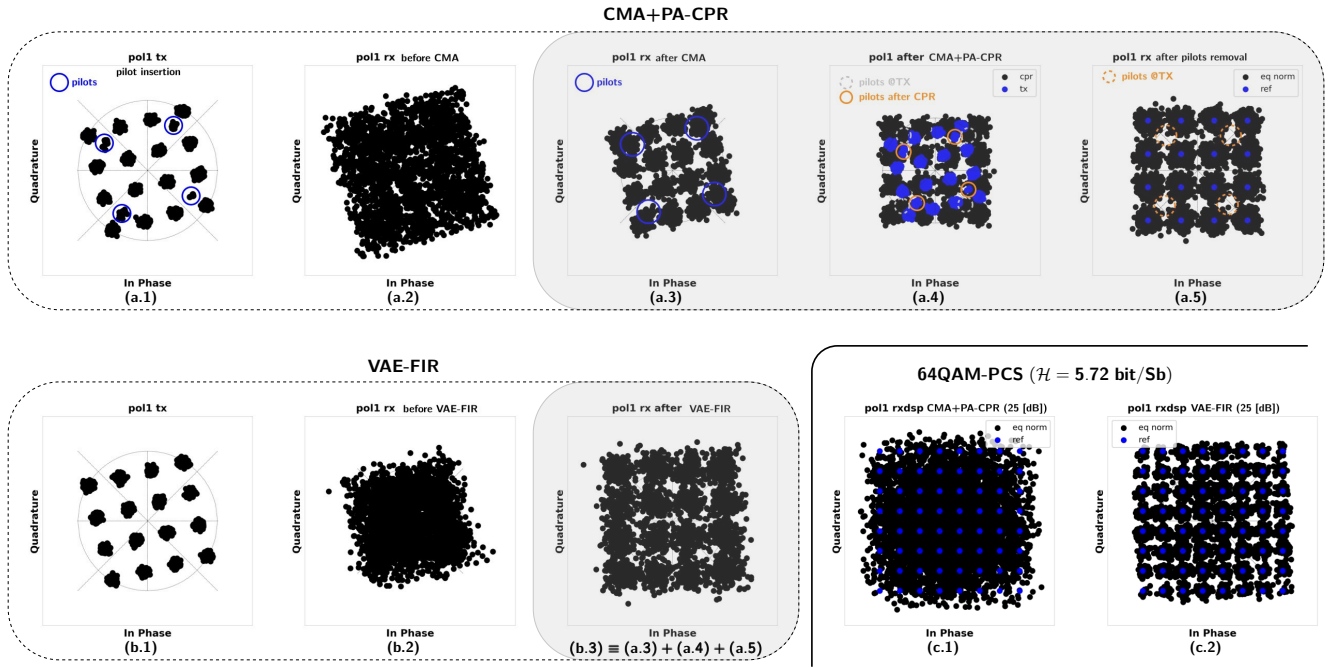 CMA+PA-CPR
pol1 tx
pilot insertion
pilots
Quadrature
In Phase
(a.1)
pol1 rx before CMA
Quadrature
In Phase
(a.2)
pol1 rx after CMA
pilots
Quadrature
In Phase
(a.3)
pol1 after CMA+PA-CPR
pilots @TX
pilots after CPR
cpr
tx
Quadrature
In Phase
(a.4)
pol1 rx after pilots removal
pilots @TX
eq norm
ref
Quadrature
In Phase
(a.5)
VAE-FIR
pol1 tx
Quadrature
In Phase
(b.1)
pol1 rx before VAE-FIR
Quadrature
In Phase
(b.2)
pol1 rx after VAE-FIR
Quadrature
In Phase
(b.3) ≡ (a.3) + (a.4) + (a.5)
64QAM-PCS (ℋ = 5.72 bit/Sb)
pol1 rxdsp CMA+PA-CPR (25 [dB])
eq norm
ref
Quadrature
In Phase
(c.1)
pol1 rxdsp VAE-FIR (25 [dB])
eq norm
ref
Quadrature
In Phase
(c.2)